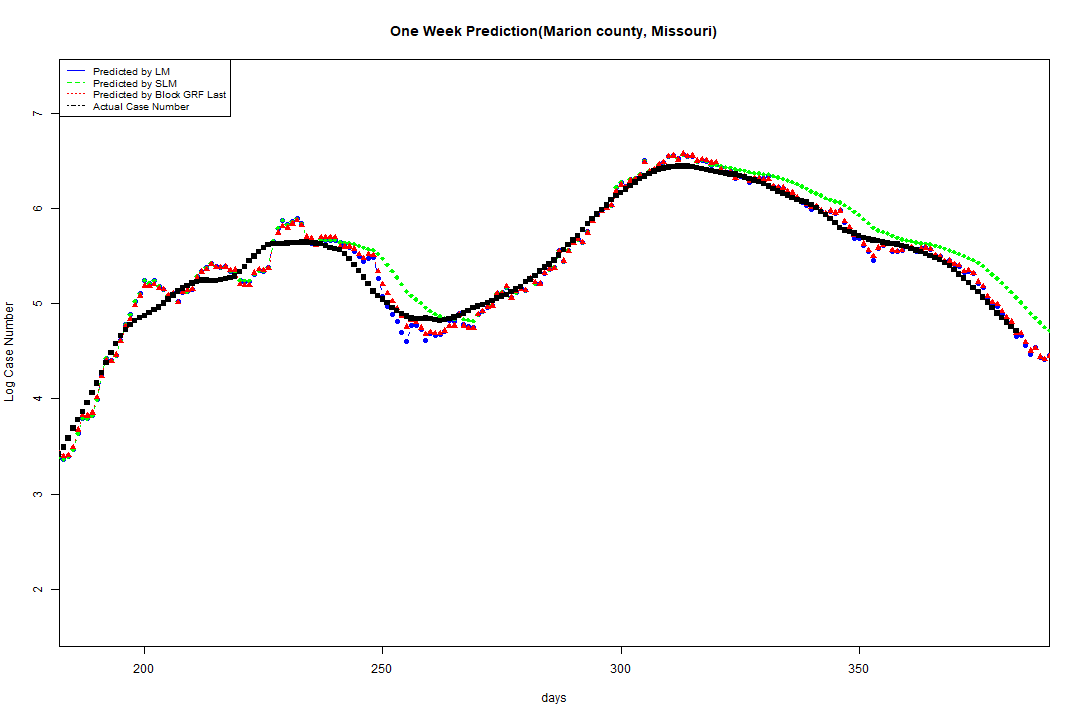 One Week Prediction(Marion county, Missouri)
Predicted by LM
Predicted by SLM
Predicted by Block GRF Last
Actual Case Number
7
6
5
4
3
2
Log Case Number
200 250 300 350
days